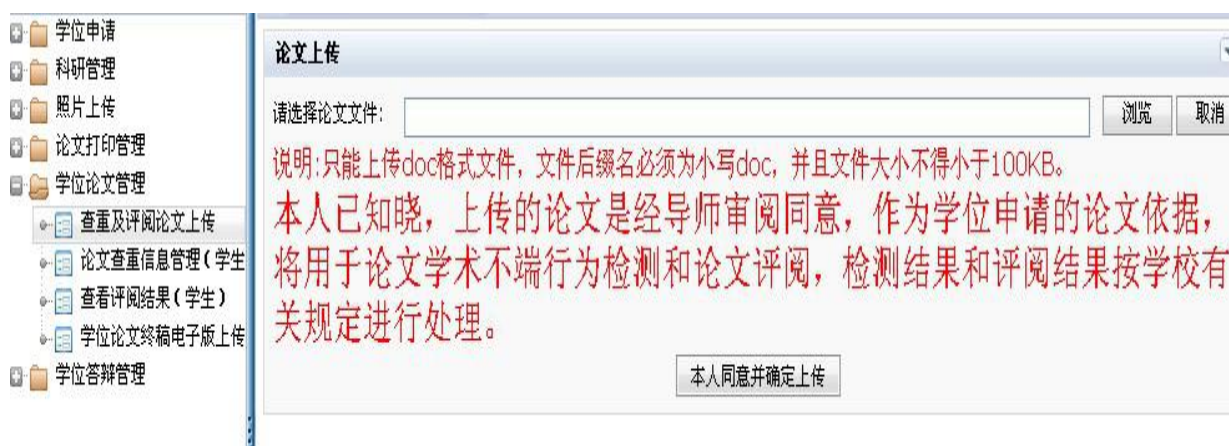 学位申请
科研管理
照片上传
论文打印管理
学位论文管理
查重及评阅论文上传
论文查重信息管理(学生
查看评阅结果(学生)
学位论文终稿电子版上传
学位答辩管理
论文上传
请选择论文文件:
浏览
取消
说明:只能上传doc格式文件，文件后缀名必须为小写doc，并且文件大小不得小于100KB。
本人已知晓，上传的论文是经导师审阅同意，作为学位申请的论文依据，
将用于论文学术不端行为检测和论文评阅，检测结果和评阅结果按学校有
关规定进行处理。
本人同意并确定上传